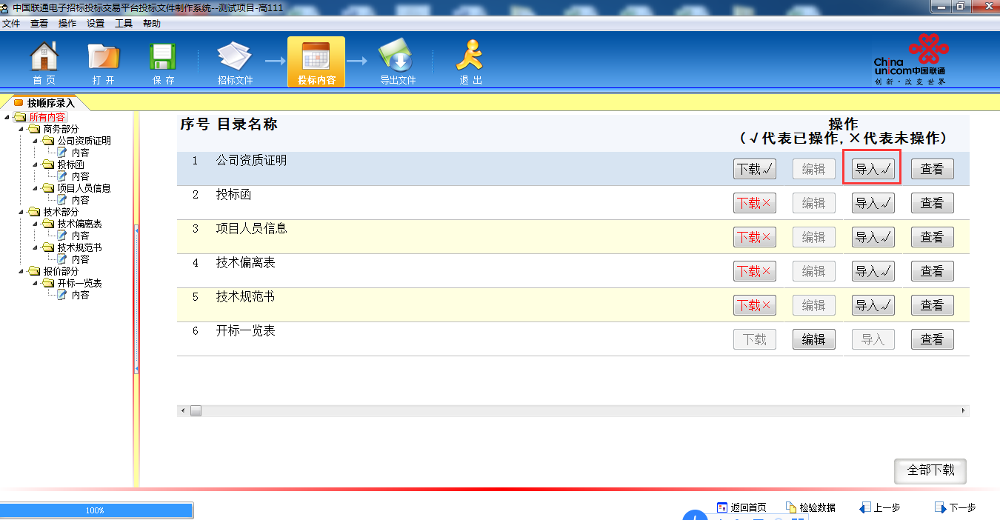 中国联通电子招标投标交易平台投标文件制作系统--测试项目-高111
文件 查看 操作 设置 工具 帮助
首 页 打 开 保 存 招标文件 投标内容 导出文件 退 出
China
unicom中国联通
创 新 · 改 变 世 界
按顺序录入
所有内容
商务部分
公司资质证明
内容
投标函
内容
项目人员信息
内容
技术部分
技术偏离表
内容
技术规范书
内容
报价部分
开标一览表
内容
序号 目录名称 操作
(√代表已操作,×代表未操作)
1 公司资质证明 下载√ 编辑 导入√ 查看
2 投标函 下载× 编辑 导入√ 查看
3 项目人员信息 下载× 编辑 导入√ 查看
4 技术偏离表 下载× 编辑 导入√ 查看
5 技术规范书 下载× 编辑 导入√ 查看
6 开标一览表 下载 编辑 导入 查看
全部下载
100%
返回首页 检验数据 上一步 下一步